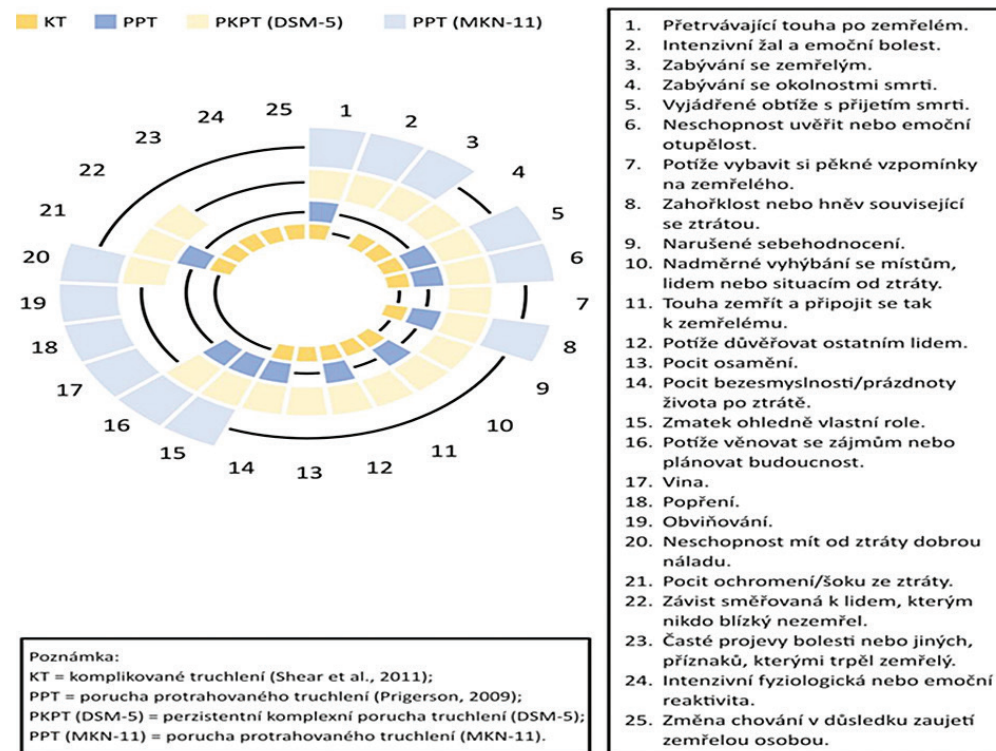 KT PPT PKPT (DSM-5) PPT (MKN-11)
1
2
3
4
5
6
7
8
9
10
11
12
13
14
15
16
17
18
19
20
21
22
23
24
25
1. Přetrvávající touha po zemřelém.
2. Intenzivní žal a emoční bolest.
3. Zabývání se zemřelým.
4. Zabývání se okolnostmi smrti.
5. Vyjádřené obtíže s přijetím smrti.
6. Neschopnost uvěřit nebo emoční
otupělost.
7. Potíže vybavit si pěkné vzpomínky
na zemřelého.
8. Zahořklost nebo hněv související
se ztrátou.
9. Narušené sebehodnocení.
10. Nadměrné vyhýbání se místům,
lidem nebo situacím od ztráty.
11. Touha zemřít a připojit se tak
k zemřelému.
12. Potíže důvěřovat ostatním lidem.
13. Pocit osamění.
14. Pocit bezesmyslnosti/prázdnoty
života po ztrátě.
15. Zmatek ohledně vlastní role.
16. Potíže věnovat se zájmům nebo
plánovat budoucnost.
17. Vina.
18. Popření.
19. Obviňování.
20. Neschopnost mít od ztráty dobrou
náladu.
21. Pocit ochromení/šoku ze ztráty.
22. Závist směřovaná k lidem, kterým
nikdo blízký nezemřel.
23. Časté projevy bolesti nebo jiných,
příznaků, kterými trpěl zemřelý.
24. Intenzivní fyziologická nebo emoční
reaktivita.
25. Změna chování v důsledku zaujetí
zemřelou osobou.
Poznámka:
KT = komplikované truchlení (Shear et al., 2011);
PPT = porucha protrahovaného truchlení (Prigerson, 2009);
PKPT (DSM-5) = perzistentní komplexní porucha truchlení (DSM-5);
PPT (MKN-11) = porucha protrahovaného truchlení (MKN-11).